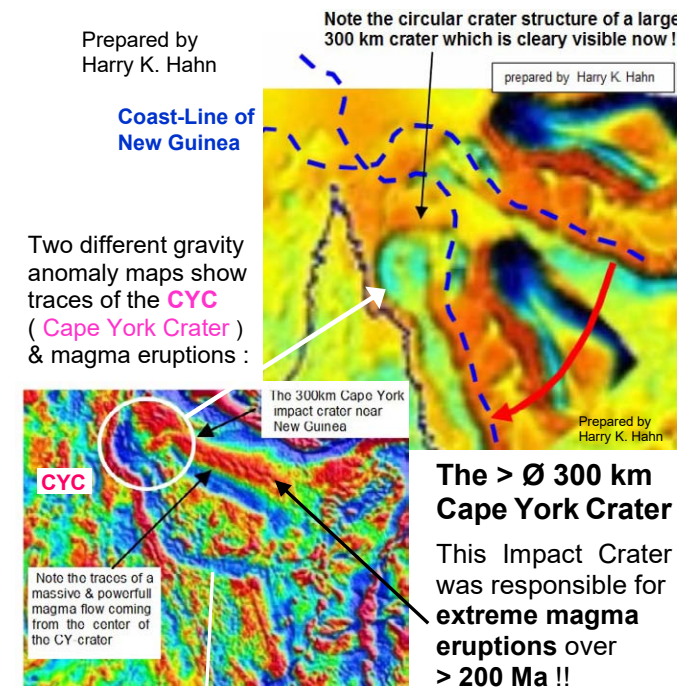 Prepared by
Harry K. Hahn
Note the circular crater structure of a large
300 km crater which is cleary visible now !
prepared by Harry K. Hahn
Coast-Line of
New Guinea
Two different gravity
anomaly maps show
traces of the CYC
( Cape York Crater )
& magma eruptions :
The 300km Cape York
impact crater near
New Guinea
Prepared by
Harry K. Hahn
CYC
Note the traces of a
massive & powerfull
magma flow coming
from the center of
the CY-crater
The > Ø 300 km
Cape York Crater
This Impact Crater
was responsible for
extreme magma
eruptions over
> 200 Ma !!